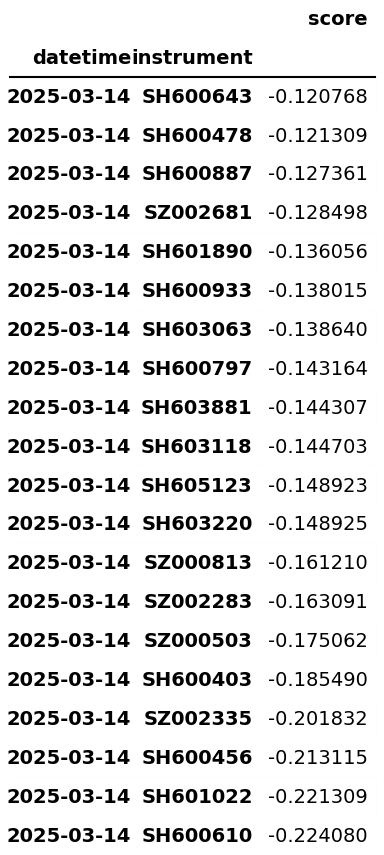 score
datetime instrument
2025-03-14 SH600643 -0.120768
2025-03-14 SH600478 -0.121309
2025-03-14 SH600887 -0.127361
2025-03-14 SZ002681 -0.128498
2025-03-14 SH601890 -0.136056
2025-03-14 SH600933 -0.138015
2025-03-14 SH603063 -0.138640
2025-03-14 SH600797 -0.143164
2025-03-14 SH603881 -0.144307
2025-03-14 SH603118 -0.144703
2025-03-14 SH605123 -0.148923
2025-03-14 SH603220 -0.148925
2025-03-14 SZ000813 -0.161210
2025-03-14 SZ002283 -0.163091
2025-03-14 SZ000503 -0.175062
2025-03-14 SH600403 -0.185490
2025-03-14 SZ002335 -0.201832
2025-03-14 SH600456 -0.213115
2025-03-14 SH601022 -0.221309
2025-03-14 SH600610 -0.224080